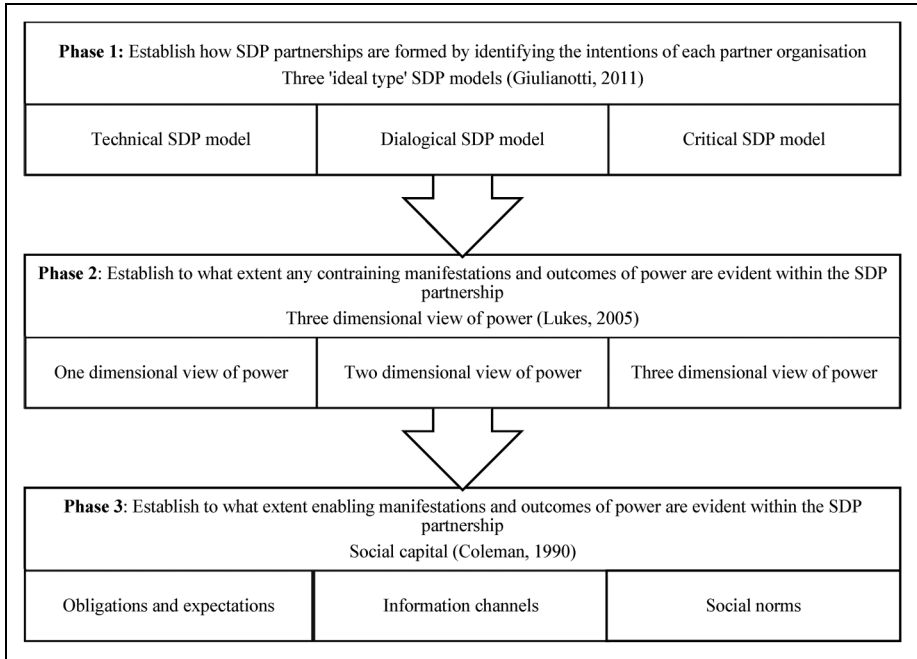 Phase 1: Establish how SDP partnerships are formed by identifying the intentions of each partner organisation
Three 'ideal type' SDP models (Giulianotti, 2011)
Technical SDP model
Dialogical SDP model
Critical SDP model
Phase 2: Establish to what extent any contraining manifestations and outcomes of power are evident within the SDP
partnership
Three dimensional view of power (Lukes, 2005)
One dimensional view of power
Two dimensional view of power
Three dimensional view of power
Phase 3: Establish to what extent enabling manifestations and outcomes of power are evident within the SDP
partnership
Social capital (Coleman, 1990)
Obligations and expectations
Information channels
Social norms